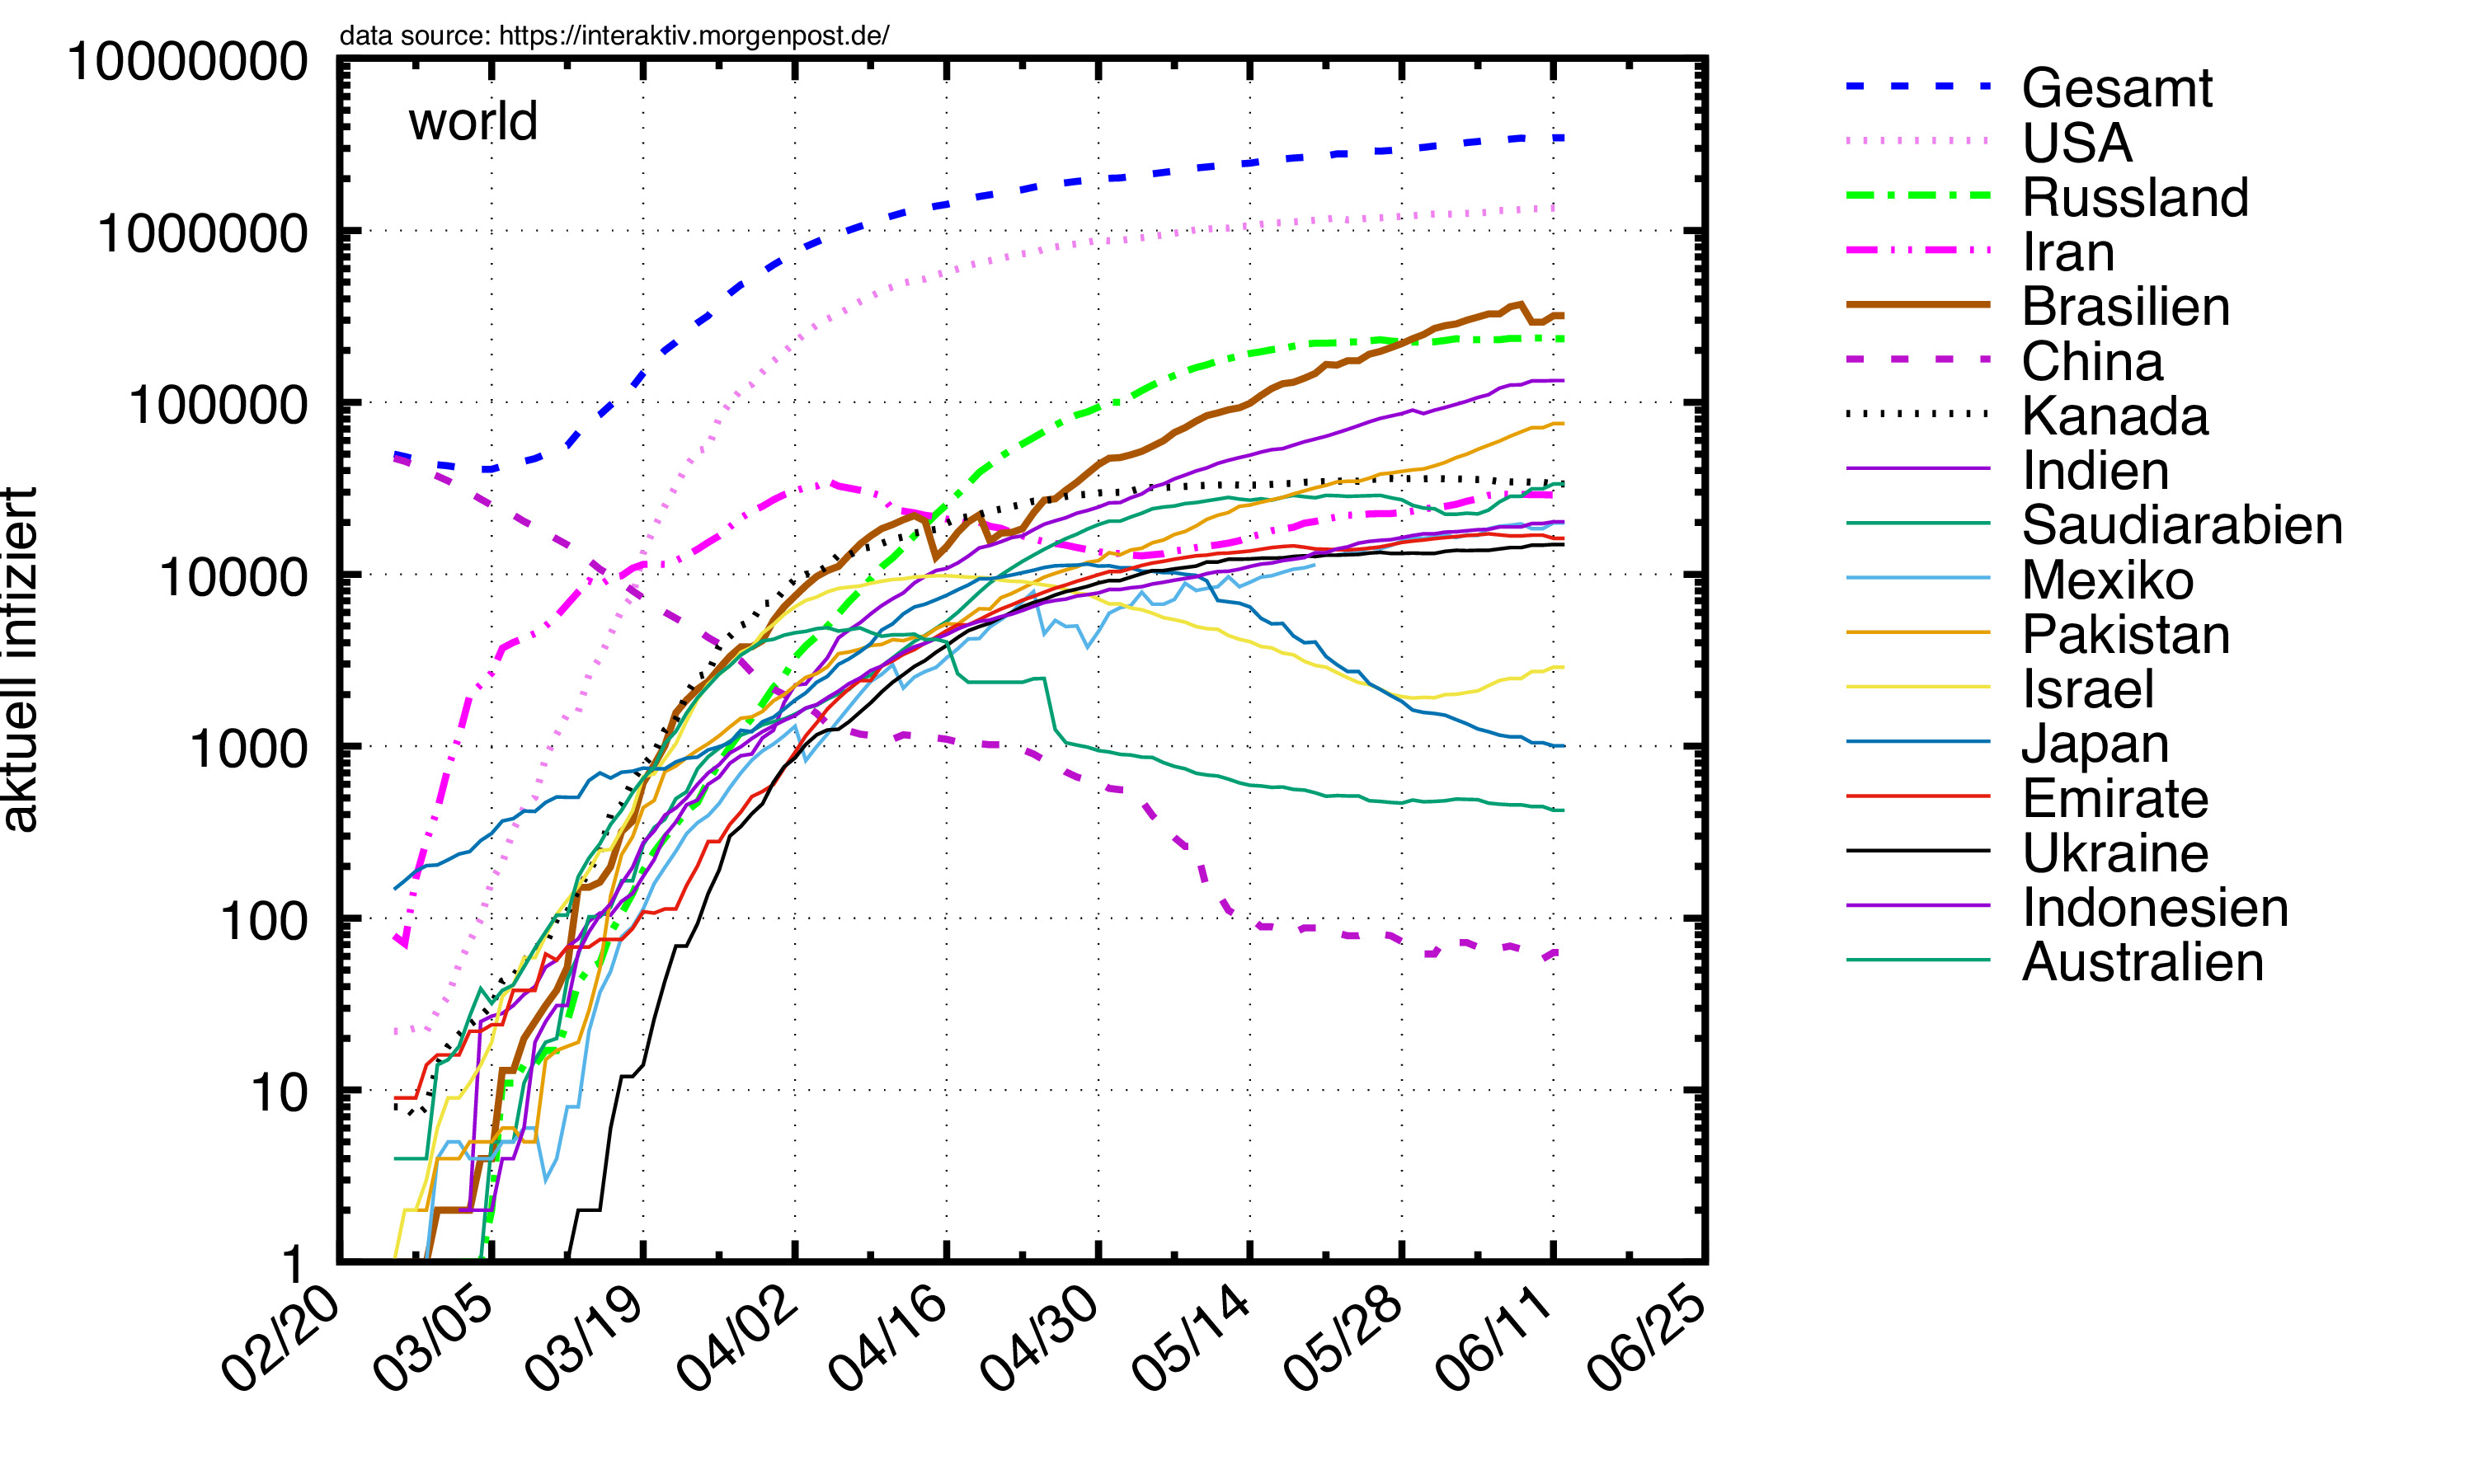 data source: https://interaktiv.morgenpost.de/
world
aktuell infiziert
10000000
1000000
100000
10000
1000
100
10
1
02/20
03/05
03/19
04/02
04/16
04/30
05/14
05/28
06/11
06/25
Gesamt
USA
Russland
Iran
Brasilien
China
Kanada
Indien
Saudiarabien
Mexiko
Pakistan
Israel
Japan
Emirate
Ukraine
Indonesien
Australien